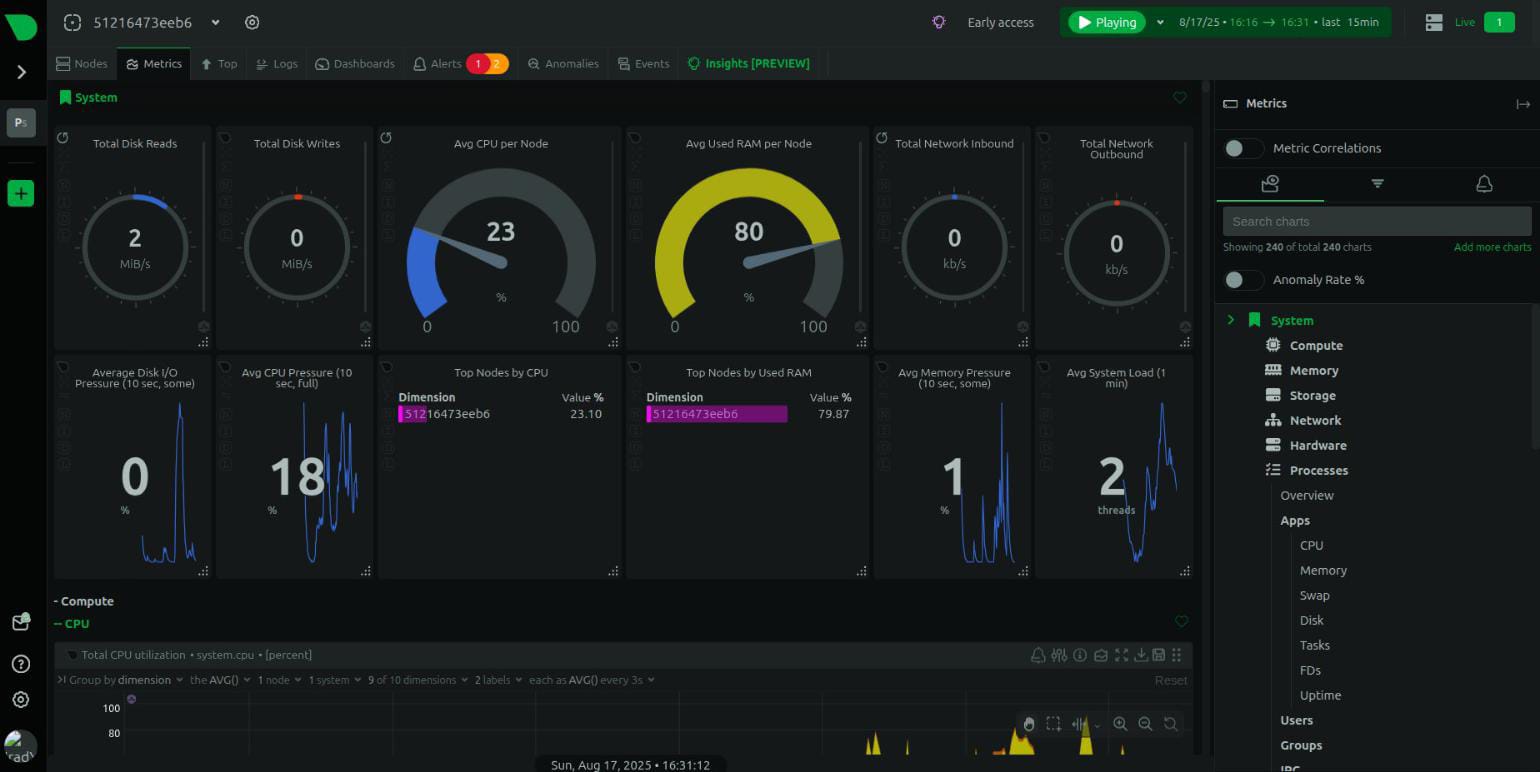 51216473eeb6
Early access
Playing
8/17/25 • 16:16 → 16:31 • last 15min
Live
1
Nodes
Metrics
Top
Logs
Dashboards
Alerts 1 2
Anomalies
Events
Insights [PREVIEW]
Ps
System
Total Disk Reads
2
MiB/s
Total Disk Writes
0
MiB/s
Avg CPU per Node
23
%
0 100
Avg Used RAM per Node
80
%
0 100
Total Network Inbound
0
kb/s
Total Network
Outbound
0
kb/s
Average Disk I/O
Pressure (10 sec, some)
0
%
Avg CPU Pressure (10
sec, full)
18
%
Top Nodes by CPU
Dimension Value %
51216473eeb6 23.10
Top Nodes by Used RAM
Dimension Value %
51216473eeb6 79.87
Avg Memory Pressure
(10 sec, some)
1
%
Avg System Load (1
min)
2
threads
- Compute
-- CPU
Total CPU utilization • system.cpu • [percent]
Group by dimension the AVG() 1 node 1 system 9 of 10 dimensions 2 labels each as AVG() every 3s Reset
100
80
Sun, Aug 17, 2025 • 16:31:12
Metrics
Metric Correlations
Search charts
Showing 240 of total 240 charts Add more charts
Anomaly Rate %
System
Compute
Memory
Storage
Network
Hardware
Processes
Overview
Apps
CPU
Memory
Swap
Disk
Tasks
FDs
Uptime
Users
Groups
IPC